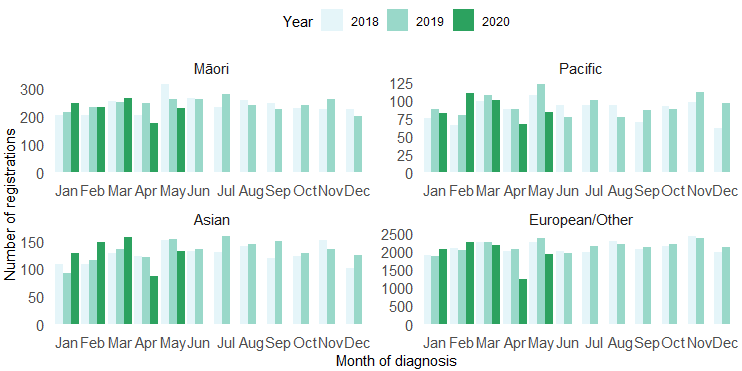 Year 2018 2019 2020
Māori
Pacific
300
200
100
0
125
100
75
50
25
0
Jan Feb Mar Apr May Jun Jul Aug Sep Oct Nov Dec
Jan Feb Mar Apr May Jun Jul Aug Sep Oct Nov Dec
Number of registrations
Asian
European/Other
150
100
50
0
2500
2000
1500
1000
500
0
Jan Feb Mar Apr May Jun Jul Aug Sep Oct Nov Dec
Jan Feb Mar Apr May Jun Jul Aug Sep Oct Nov Dec
Month of diagnosis